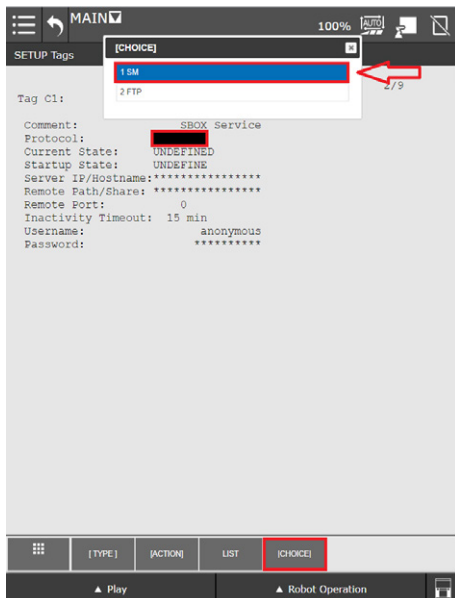 MAIN
100%
AUTO
SETUP Tags
[CHOICE]
1 SM
2 FTP
2/9
Tag C1:
Comment: SBOX Service
Protocol:
Current State: UNDEFINED
Startup State: UNDEFINE
Server IP/Hostname:****************
Remote Path/Share: ****************
Remote Port: 0
Inactivity Timeout: 15 min
Username: anonymous
Password: **********
[ TYPE ] [ACTION] LIST [CHOICE]
▲ Play ▲ Robot Operation